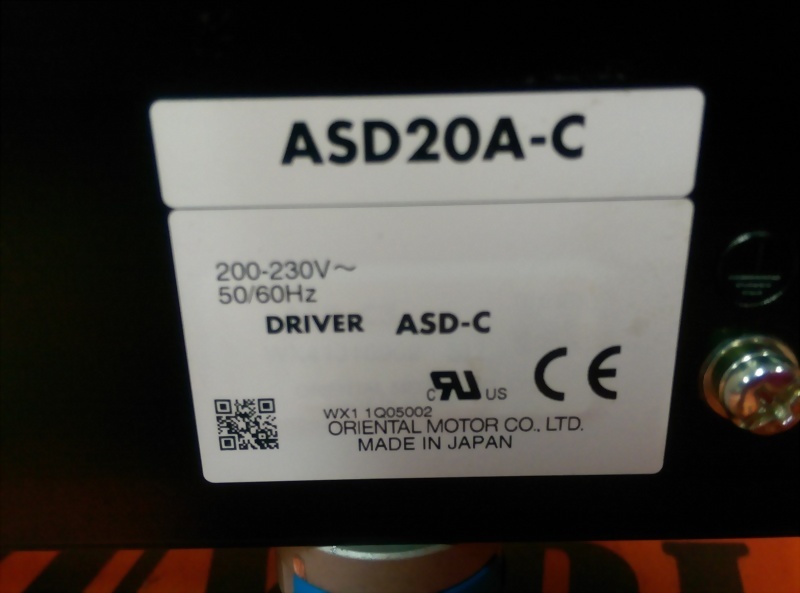 ASD20A-C
200-230V～
50/60Hz
DRIVER ASD-C
c US
CE
WX1 1Q05002
ORIENTAL MOTOR CO., LTD.
MADE IN JAPAN